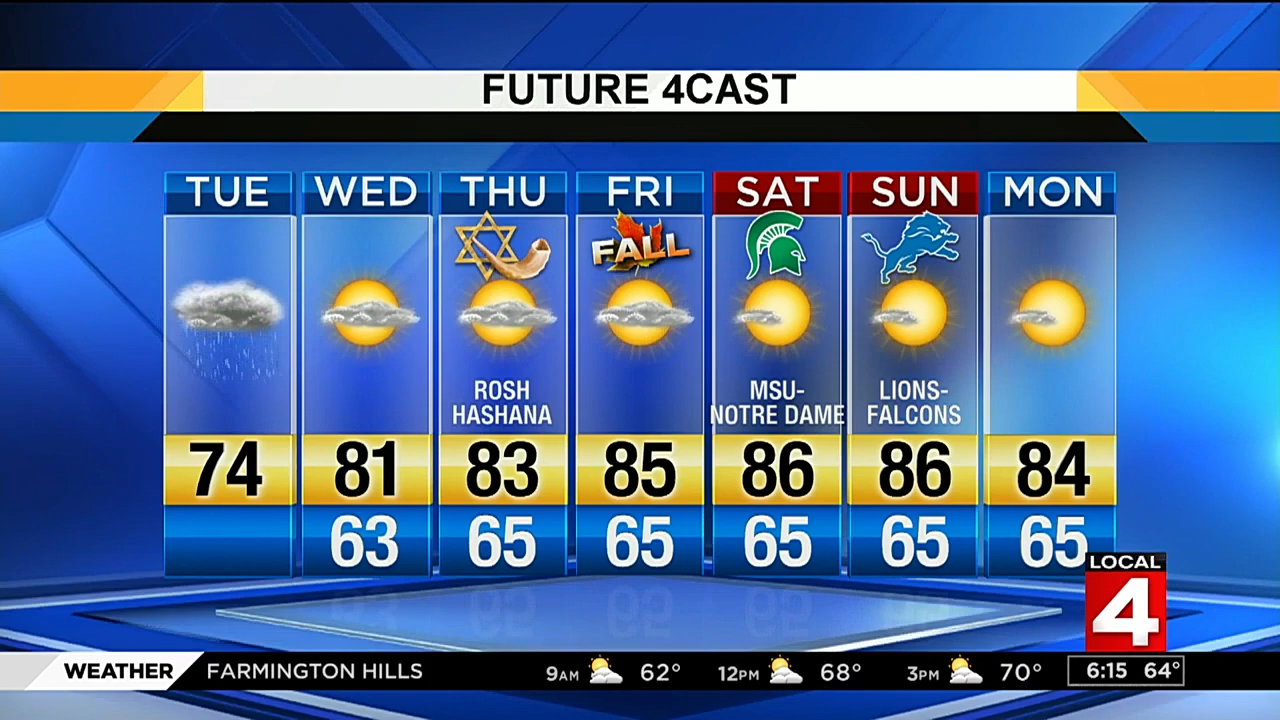 FUTURE 4CAST
TUE WED THU FRI SAT SUN MON
FALL
ROSH HASHANA
MSU-NOTRE DAME
LIONS-FALCONS
74 81 83 85 86 86 84
63 65 65 65 65 65
LOCAL
4
WEATHER FARMINGTON HILLS 9AM 62° 12PM 68° 3PM 70° 6:15 64°